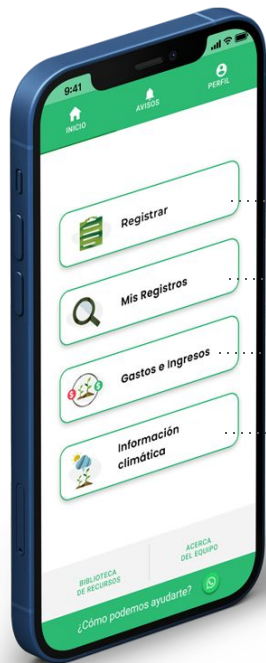 9:41
INICIO
AVISOS
PERFIL
Registrar
Mis Registros
Gastos e Ingresos
Información
climática
BIBLIOTECA
DE RECURSOS
ACERCA
DEL EQUIPO
¿Cómo podemos ayudarte?